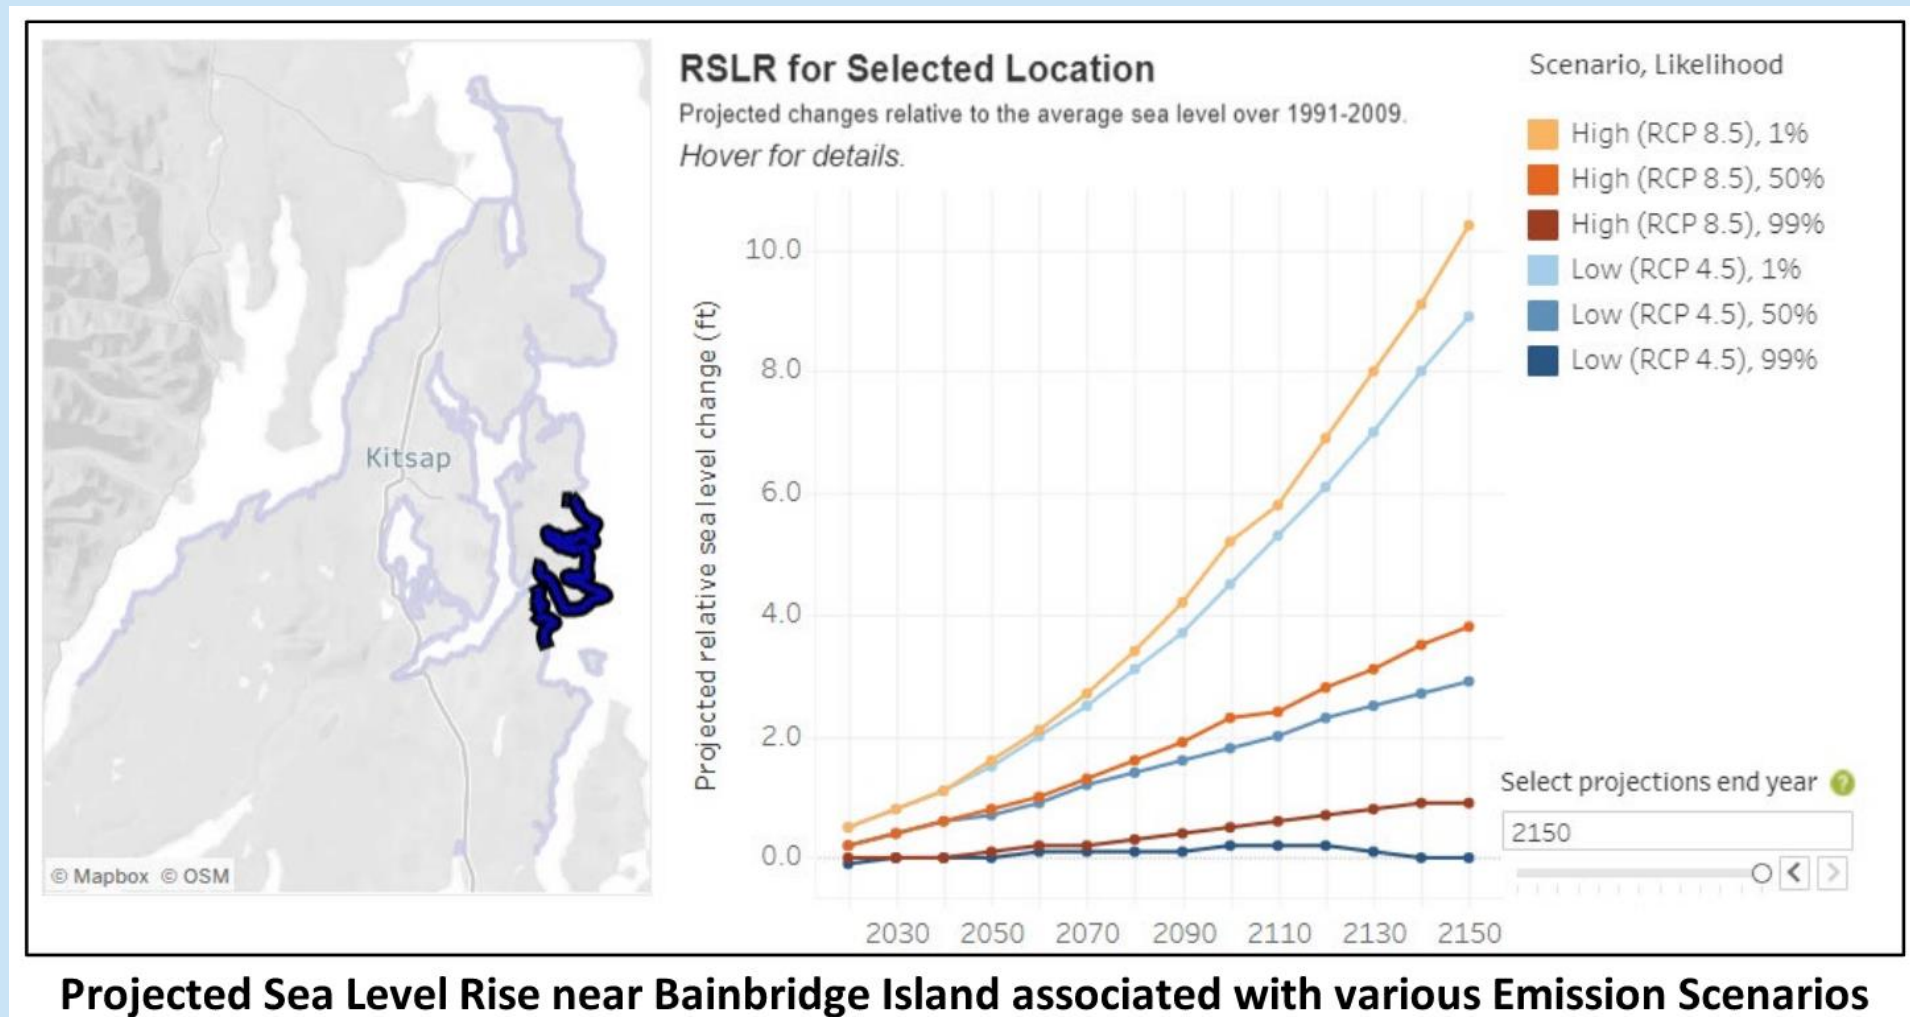 Kitsap
© Mapbox © OSM
RSLR for Selected Location
Projected changes relative to the average sea level over 1991-2009.
Hover for details.
Projected relative sea level change (ft)
10.0
8.0
6.0
4.0
2.0
0.0
2030 2050 2070 2090 2110 2130 2150
Scenario, Likelihood
High (RCP 8.5), 1%
High (RCP 8.5), 50%
High (RCP 8.5), 99%
Low (RCP 4.5), 1%
Low (RCP 4.5), 50%
Low (RCP 4.5), 99%
Select projections end year ?
2150
Projected Sea Level Rise near Bainbridge Island associated with various Emission Scenarios